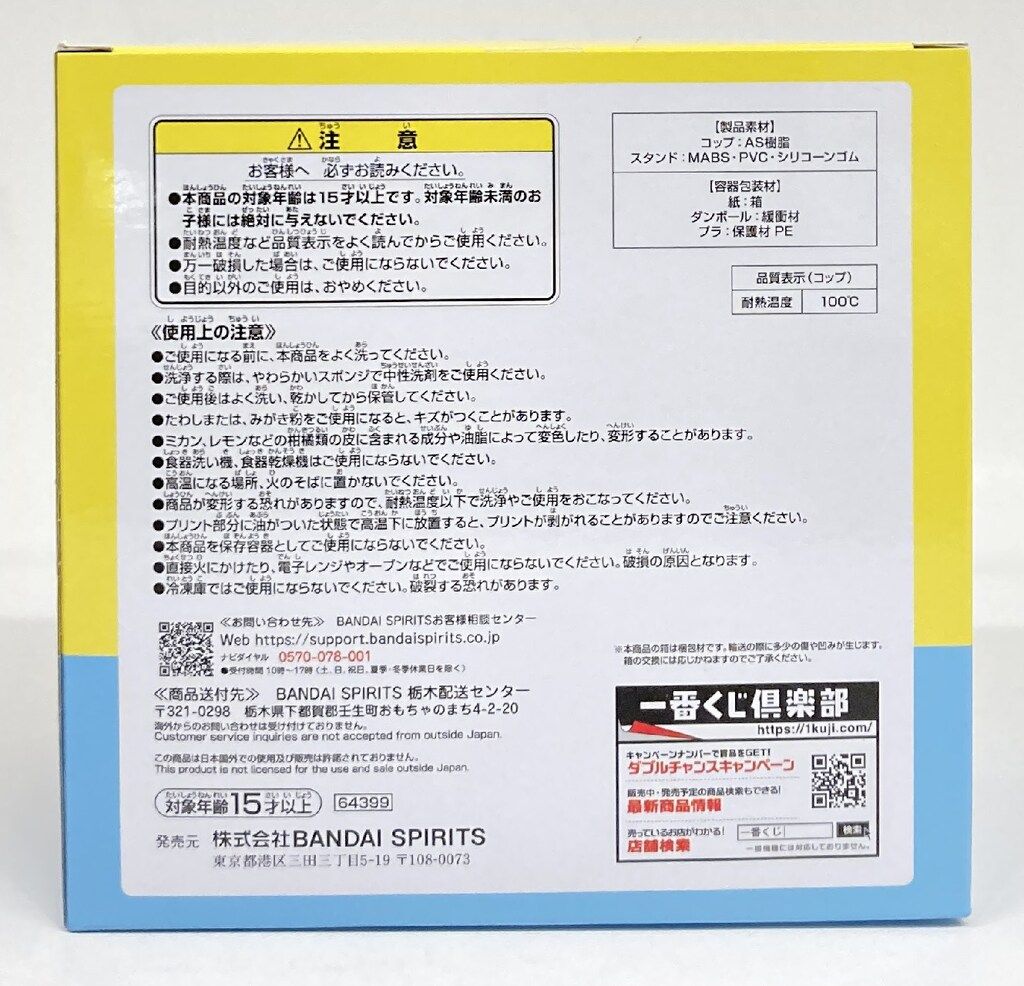 ⚠注意
お客様へ 必ずお読みください。
●本商品の対象年齢は15才以上です。対象年齢未満のお
子様には絶対に与えないでください。
●耐熱温度など品質表示をよく読んでからご使用ください。
●万一破損した場合は、ご使用にならないでください。
●目的以外のご使用は、おやめください。
【製品素材】
コップ：AS樹脂
スタンド：MABS・PVC・シリコーンゴム
【容器包装材】
紙：箱
ダンボール：緩衝材
プラ：保護材 PE
品質表示(コップ)
耐熱温度 100℃
《使用上の注意》
●ご使用になる前に、本商品をよく洗ってください。
●洗浄する際は、やわらかいスポンジで中性洗剤をご使用ください。
●ご使用後はよく洗い、乾かしてから保管してください。
●たわしまたは、みがき粉をご使用になると、キズがつくことがあります。
●ミカン、レモンなどの柑橘類の皮に含まれる成分や油脂によって変色したり、変形することがあります。
●食器洗い機、食器乾燥機はご使用にならないでください。
●高温になる場所、火のそばに置かないでください。
●商品が変形する恐れがありますので、耐熱温度以下で洗浄やご使用をおこなってください。
●プリント部分に油がついた状態で高温下に放置すると、プリントが剥がれることがありますのでご注意ください。
●本商品を保存容器としてご使用にならないでください。
●直接火にかけたり、電子レンジやオーブンなどでご使用にならないでください。破損の原因となります。
●冷凍庫ではご使用にならないでください。破裂する恐れがあります。
≪お問い合わせ先≫ BANDAI SPIRITSお客様相談センター
Web https://support.bandaispirits.co.jp
ナビダイヤル 0570-078-001
●受付時間 10時～17時 (土、日、祝日、夏季・冬季休業日を除く)
≪商品送付先≫ BANDAI SPIRITS 栃木配送センター
〒321-0298 栃木県下都賀郡壬生町おもちゃのまち4-2-20
海外からのお問い合わせは受け付けておりません。
Customer service inquiries are not accepted from outside Japan.
この商品は日本国外での使用及び販売は許諾されておりません。
This product is not licensed for the use and sale outside Japan.
対象年齢15才以上 64399
発売元 株式会社BANDAI SPIRITS
東京都港区三田三丁目5-19 〒108-0073
※本商品の箱は梱包材です。輸送の際に多少の傷や凹みが生じます。
箱の交換には応じかねますのでご了承ください。
一番くじ倶楽部
https://1kuji.com/
キャンペーンナンバーで賞品をGET!
ダブルチャンスキャンペーン
販売中・発売予定の商品検索もできる!
最新商品情報
売っているお店がわかる!
店舗検索
一番くじ 検索
一部機種には対応しておりません。